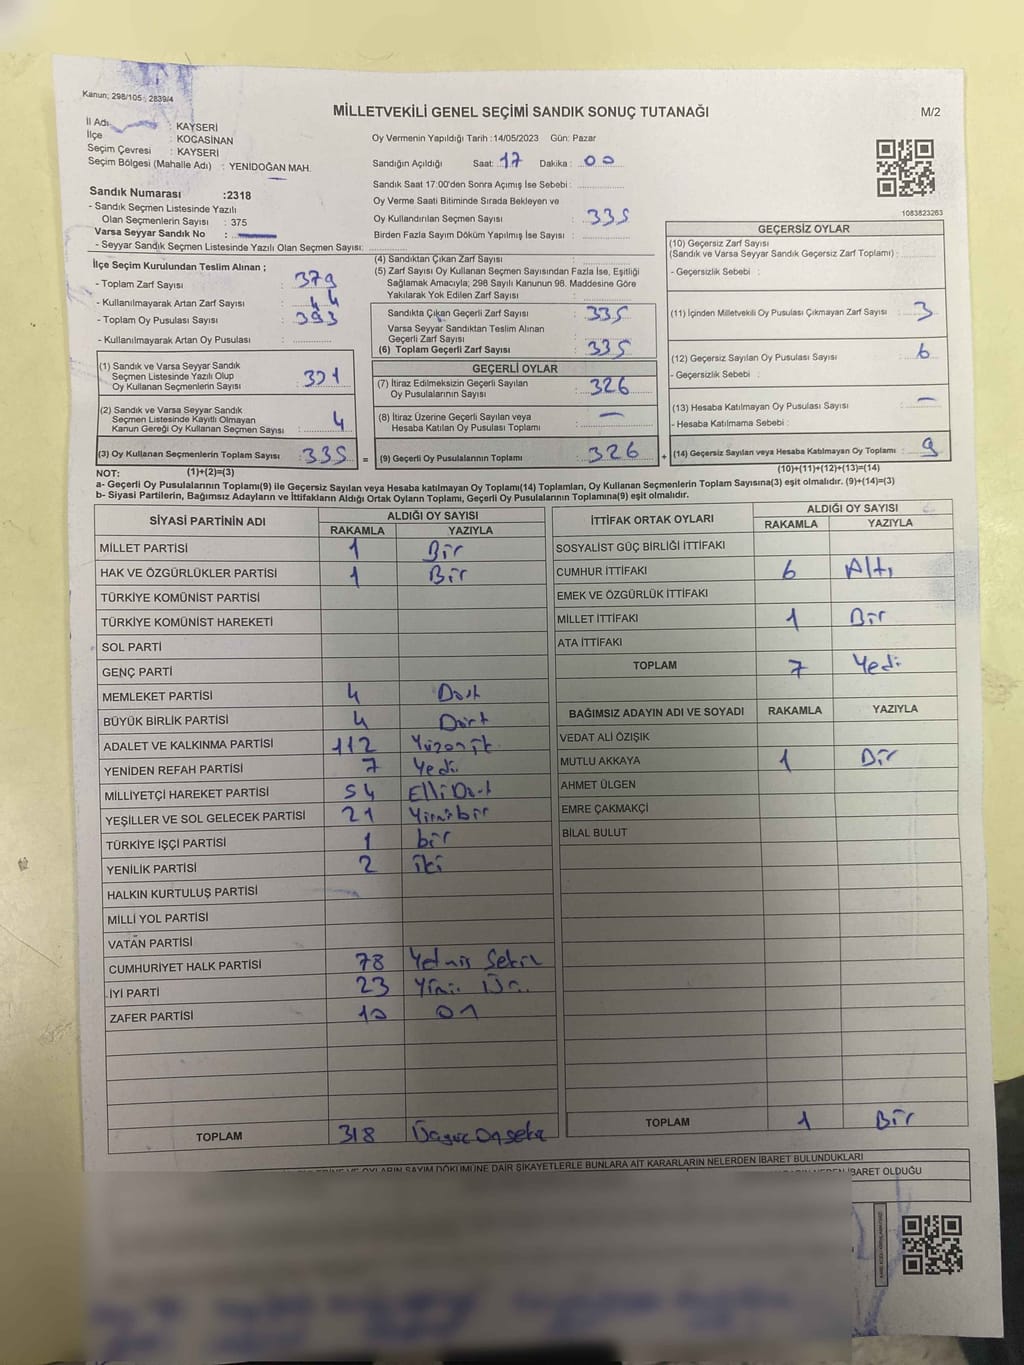 Kanun; 298/105-; 2839/4
MİLLETVEKİLİ GENEL SEÇİMİ SANDIK SONUÇ TUTANAĞI
M/2
İl Adı : KAYSERİ
İlçe : KOCASİNAN
Seçim Çevresi : KAYSERİ
Seçim Bölgesi (Mahalle Adı) : YENİDOĞAN MAH.
Oy Vermenin Yapıldığı Tarih : 14/05/2023 Gün: Pazar
Sandığın Açıldığı Saat: 17 Dakika : 00
Sandık Saat 17:00'den Sonra Açımış İse Sebebi :
Oy Verme Saati Bitiminde Sırada Bekleyen ve
Oy Kullandırılan Seçmen Sayısı : 335
Birden Fazla Sayım Döküm Yapılmış İse Sayısı :
1083823263
Sandık Numarası :2318
- Sandık Seçmen Listesinde Yazılı
Olan Seçmenlerin Sayısı : 375
Varsa Seyyar Sandık No :
- Seyyar Sandık Seçmen Listesinde Yazılı Olan Seçmen Sayısı:
İlçe Seçim Kurulundan Teslim Alınan ;
- Toplam Zarf Sayısı : 379
- Kullanılmayarak Artan Zarf Sayısı : 44
- Toplam Oy Pusulası Sayısı : 393
- Kullanılmayarak Artan Oy Pusulası :
(1) Sandık ve Varsa Seyyar Sandık
Seçmen Listesinde Yazılı Olup
Oy Kullanan Seçmenlerin Sayısı : 331
(2) Sandık ve Varsa Seyyar Sandık
Seçmen Listesinde Kayıtlı Olmayan
Kanun Gereği Oy Kullanan Seçmen Sayısı : 4
(3) Oy Kullanan Seçmenlerin Toplam Sayısı : 335
(4) Sandıktan Çıkan Zarf Sayısı :
(5) Zarf Sayısı Oy Kullanan Seçmen Sayısından Fazla İse, Eşitliği
Sağlamak Amacıyla; 298 Sayılı Kanunun 98. Maddesine Göre
Yakılarak Yok Edilen Zarf Sayısı :
Sandıkta Çıkan Geçerli Zarf Sayısı : 335
Varsa Seyyar Sandıktan Teslim Alınan
Geçerli Zarf Sayısı :
(6) Toplam Geçerli Zarf Sayısı : 335
GEÇERLİ OYLAR
(7) İtiraz Edilmeksizin Geçerli Sayılan
Oy Pusulalarının Sayısı : 326
(8) İtiraz Üzerine Geçerli Sayılan veya
Hesaba Katılan Oy Pusulası Toplamı : —
= (9) Geçerli Oy Pusulalarının Toplamı : 326
GEÇERSİZ OYLAR
(10) Geçersiz Zarf Sayısı
(Sandık ve Varsa Seyyar Sandık Geçersiz Zarf Toplamı) :
- Geçersizlik Sebebi :
(11) İçinden Milletvekili Oy Pusulası Çıkmayan Zarf Sayısı : 3
(12) Geçersiz Sayılan Oy Pusulası Sayısı : 6
- Geçersizlik Sebebi :
(13) Hesaba Katılmayan Oy Pusulası Sayısı : —
- Hesaba Katılmama Sebebi :
+ (14) Geçersiz Sayılan veya Hesaba Katılmayan Oy Toplamı : 9
NOT: (1)+(2)=(3)
(10)+(11)+(12)+(13)=(14)
a- Geçerli Oy Pusulalarının Toplamı(9) ile Geçersiz Sayılan veya Hesaba katılmayan Oy Toplamı(14) Toplamları, Oy Kullanan Seçmenlerin Toplam Sayısına(3) eşit olmalıdır. (9)+(14)=(3)
b- Siyasi Partilerin, Bağımsız Adayların ve İttifakların Aldığı Ortak Oyların Toplamı, Geçerli Oy Pusulalarının Toplamına(9) eşit olmalıdır.
SİYASİ PARTİNİN ADI ALDIĞI OY SAYISI
RAKAMLA YAZIYLA
MİLLET PARTİSİ 1 Bir
HAK VE ÖZGÜRLÜKLER PARTİSİ 1 Bir
TÜRKİYE KOMÜNİST PARTİSİ
TÜRKİYE KOMÜNİST HAREKETİ
SOL PARTİ
GENÇ PARTİ
MEMLEKET PARTİSİ 4 Dört
BÜYÜK BİRLİK PARTİSİ 4 Dört
ADALET VE KALKINMA PARTİSİ 112
YENİDEN REFAH PARTİSİ 7 Yedi
MİLLİYETÇİ HAREKET PARTİSİ 54 Elli Dört
YEŞİLLER VE SOL GELECEK PARTİSİ 21 Yirmibir
TÜRKİYE İŞÇİ PARTİSİ 1 bir
YENİLİK PARTİSİ 2 iki
HALKIN KURTULUŞ PARTİSİ
MİLLİ YOL PARTİSİ
VATAN PARTİSİ
CUMHURİYET HALK PARTİSİ 78 Yetmiş Sekiz
İYİ PARTİ 23 Yirmi Üç
ZAFER PARTİSİ 10 On
TOPLAM 318
İTTİFAK ORTAK OYLARI ALDIĞI OY SAYISI
RAKAMLA YAZIYLA
SOSYALİST GÜÇ BİRLİĞİ İTTİFAKI
CUMHUR İTTİFAKI 6 Altı
EMEK VE ÖZGÜRLÜK İTTİFAKI
MİLLET İTTİFAKI 1 Bir
ATA İTTİFAKI
TOPLAM 7 Yedi
BAĞIMSIZ ADAYIN ADI VE SOYADI RAKAMLA YAZIYLA
VEDAT ALİ ÖZIŞIK
MUTLU AKKAYA 1 Bir
AHMET ÜLGEN
EMRE ÇAKMAKÇİ
BİLAL BULUT
TOPLAM 1 Bir
OYLARIN SAYIM DÖKÜMÜNE DAİR ŞİKAYETLERLE BUNLARA AİT KARARLARIN NELERDEN İBARET BULUNDUKLARI
İBARET OLDUĞU